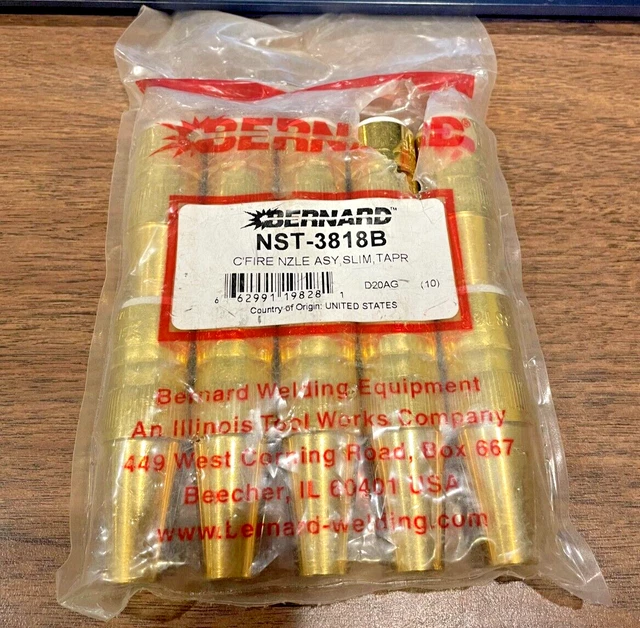 BERNARD
BERNARD™
NST-3818B
C'FIRE NZLE ASY,SLIM,TAPR
D20AG (10)
6 62991 19828 1
Country of Origin: UNITED STATES
Bernard Welding Equipment
An Illinois Tool Works Company
449 West Corning Road, Box 667
Beecher, IL 60401 USA
www.bernard-welding.com